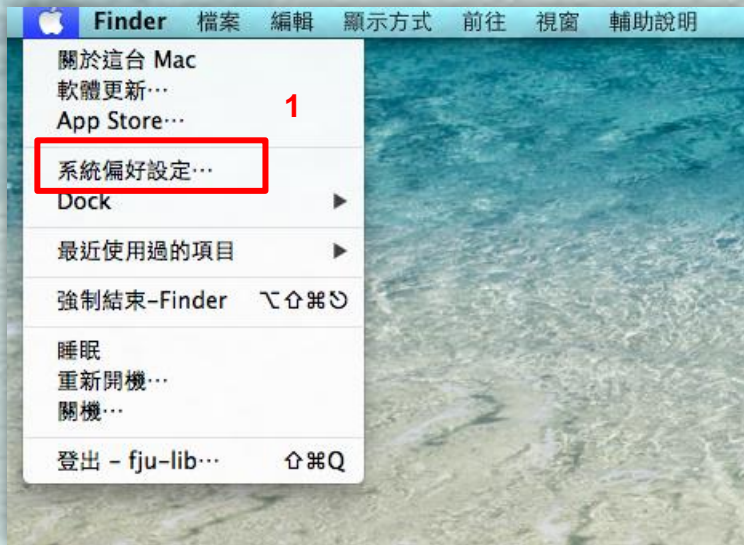 Finder 檔案 編輯 顯示方式 前往 視窗 輔助說明
關於這台 Mac
軟體更新⋯
App Store⋯
1
系統偏好設定⋯
Dock ▶
最近使用過的項目 ▶
強制結束-Finder ⌥⇧⌘⎋
睡眠
重新開機⋯
關機⋯
登出 - fju-lib⋯ ⇧⌘Q